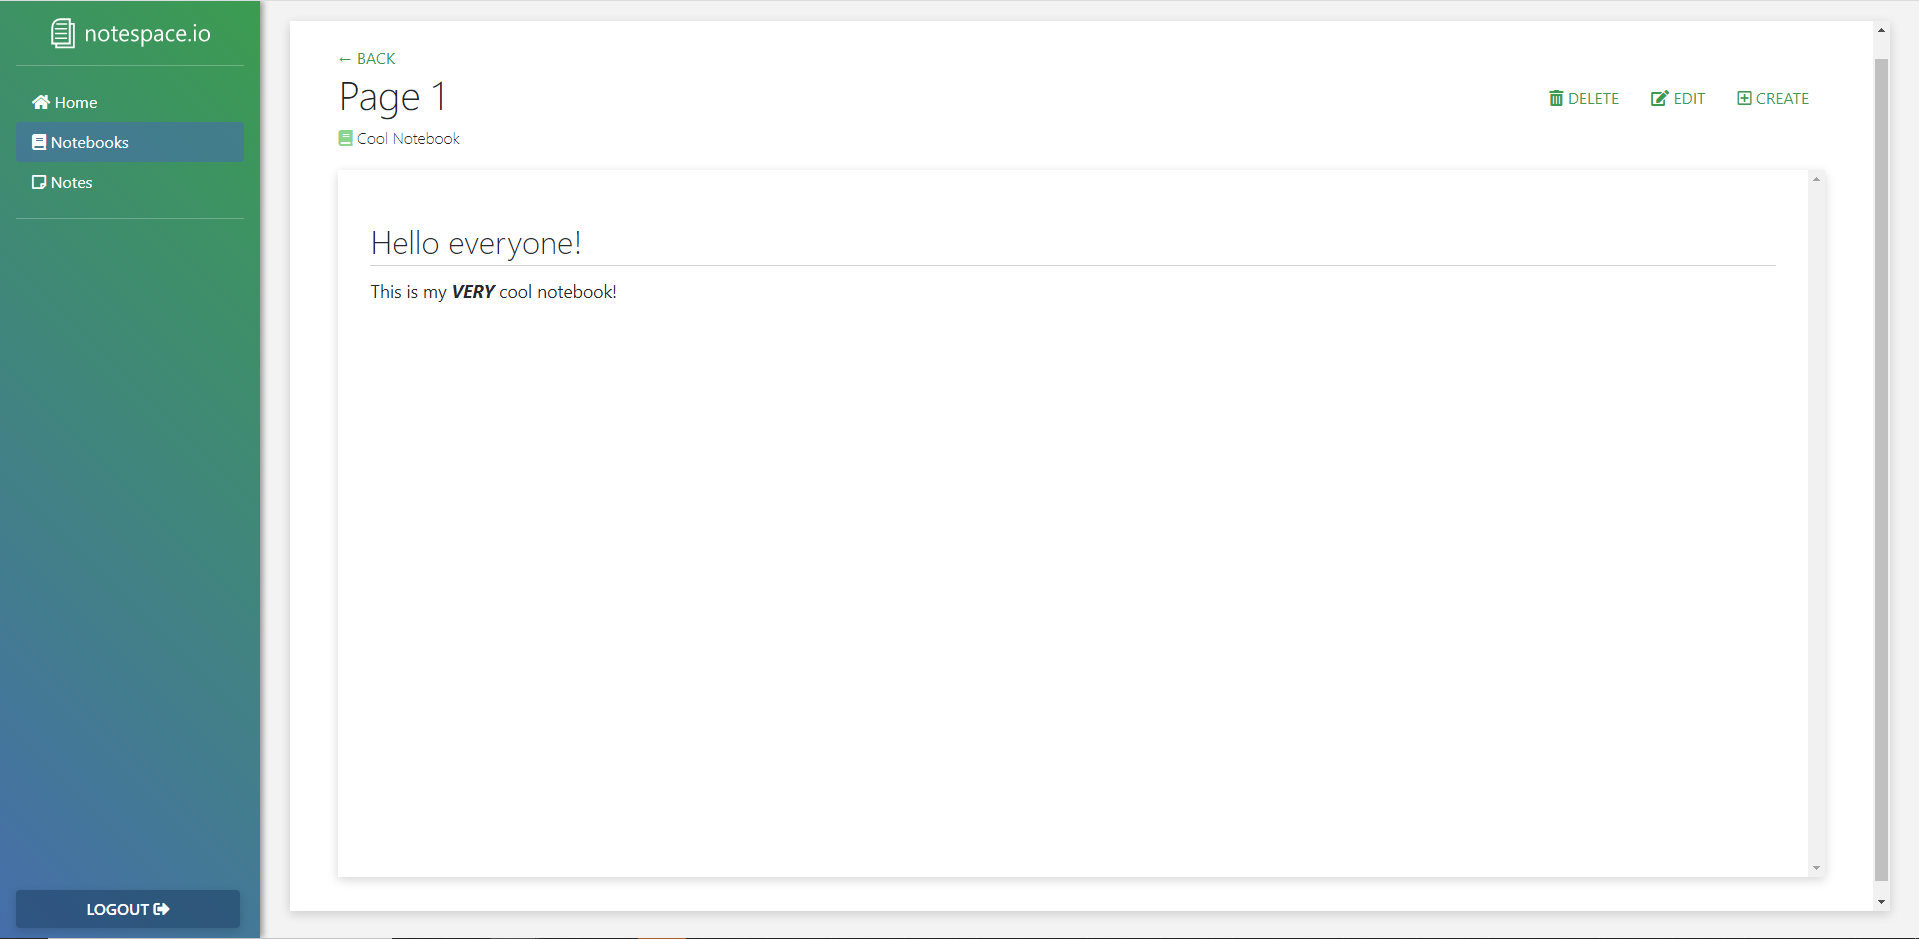 notespace.io
Home
Notebooks
Notes
LOGOUT
← BACK
Page 1
Cool Notebook
DELETE
EDIT
CREATE
Hello everyone!
This is my VERY cool notebook!